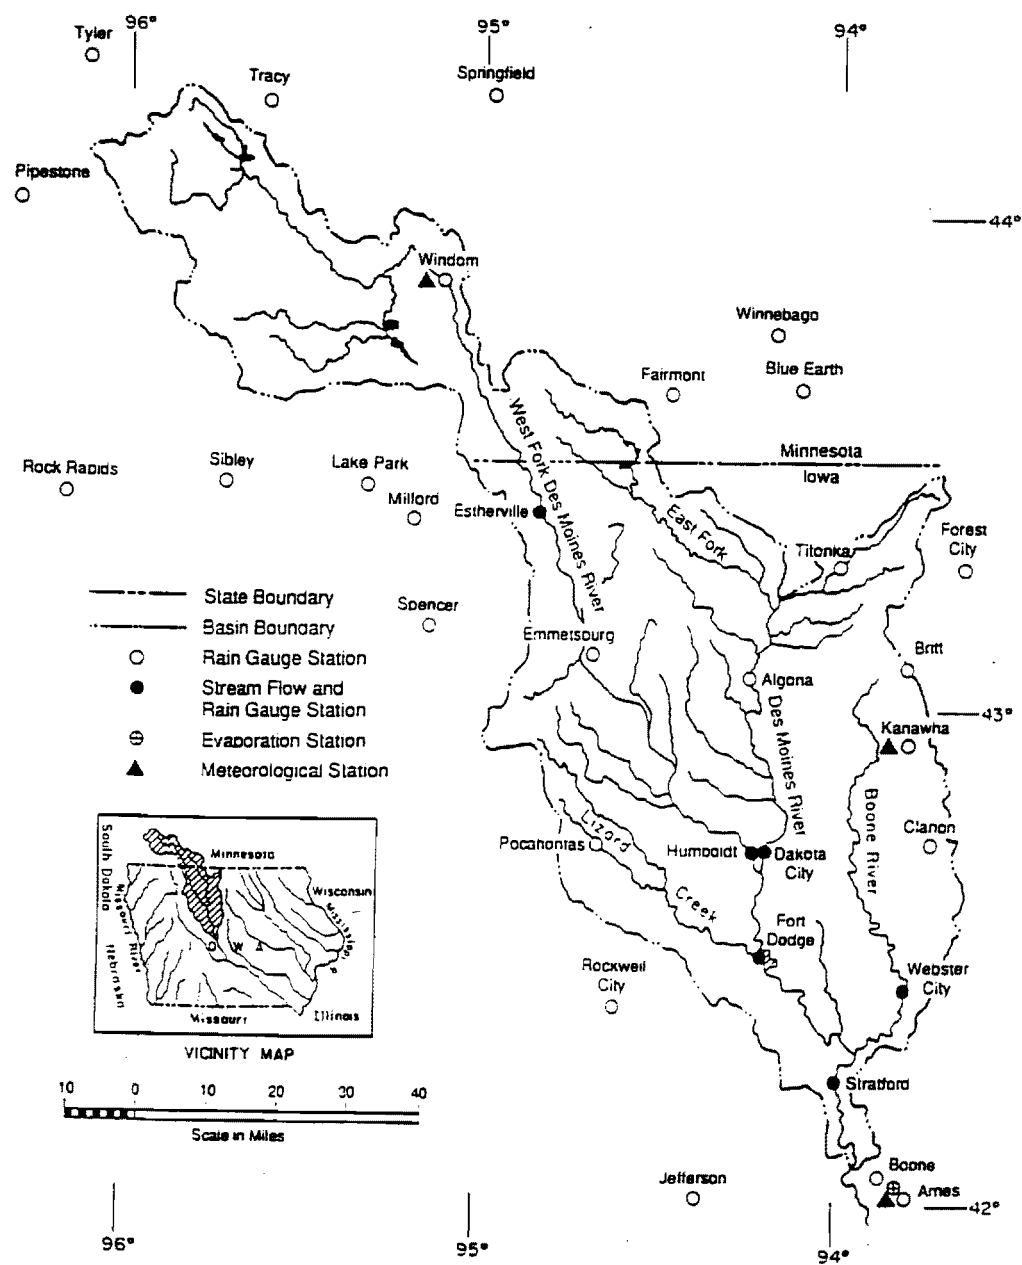 96°
95°
94°
Tyler
Tracy
Springfield
Pipestone
44°
Windom
Winnebago
Fairmont
Blue Earth
West Fork Des Moines River
Minnesota
Iowa
Rock Rapids
Sibley
Lake Park
Milford
Estherville
East Fork
Titonka
Forest
City
State Boundary
Basin Boundary
Rain Gauge Station
Stream Flow and
Rain Gauge Station
Evaporation Station
Meteorological Station
Spencer
Emmetsburg
Britt
Algona
43°
Des Moines River
Kanawha
Boone River
Clarion
Lizard
Creek
Pocahontas
Humboldt
Dakota
City
Fort
Dodge
Rockwell
City
Webster
City
Stratford
South Dakota
Minnesota
Wisconsin
Missouri River
Mississippi R
Nebraska
I O W A
Missouri
Illinois
VICINITY MAP
10 0 10 20 30 40
Scale in Miles
Jefferson
Boone
Ames
42°
96°
95°
94°